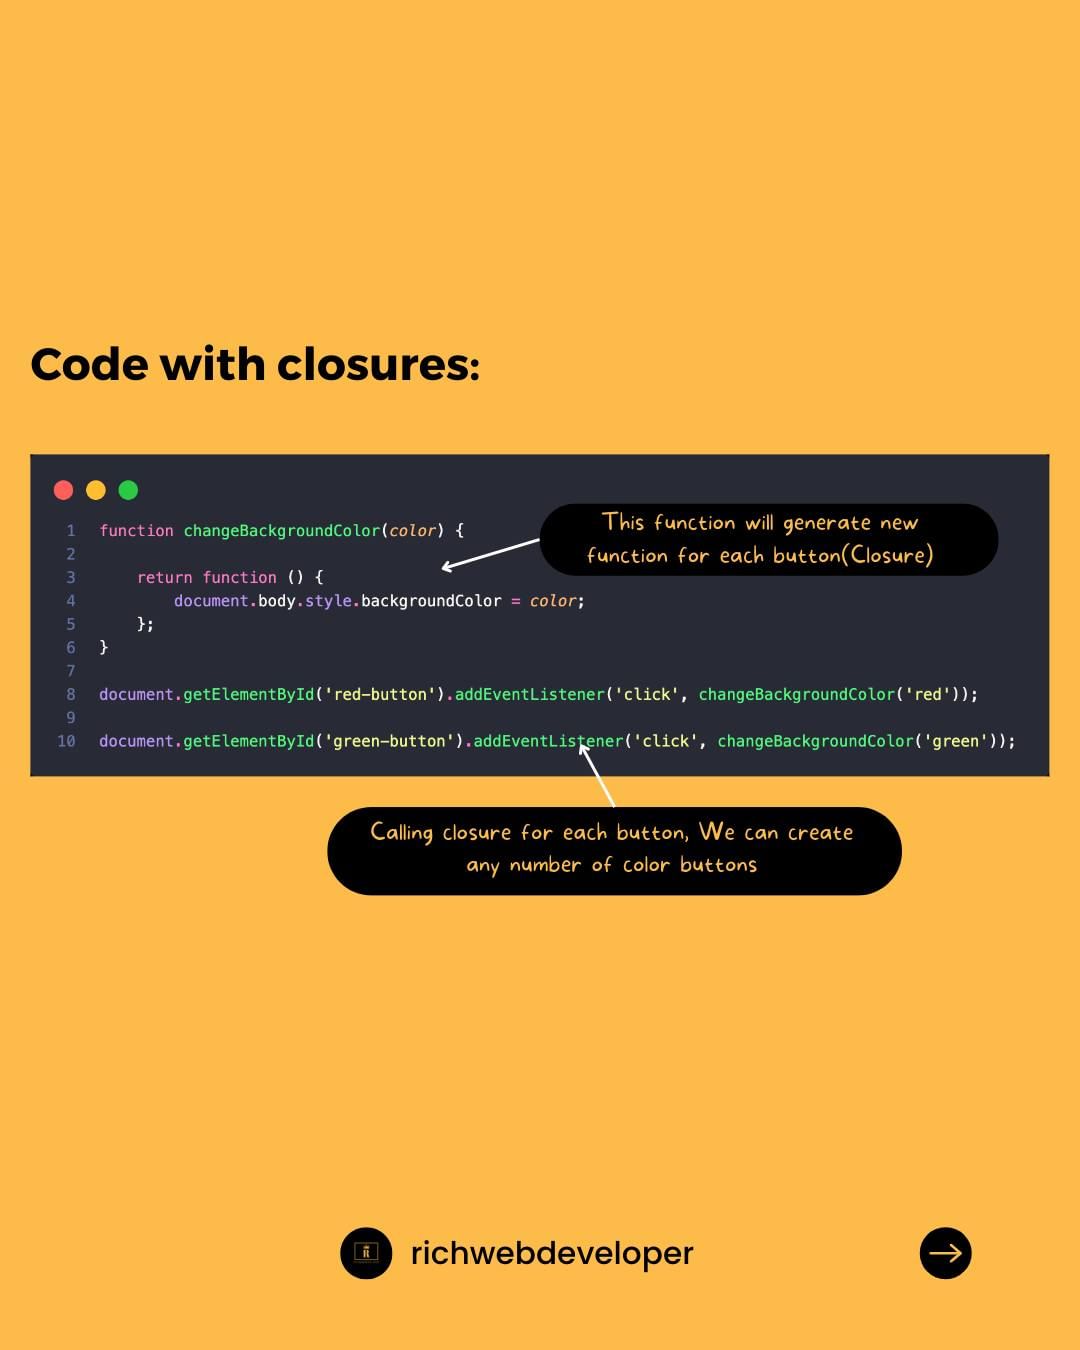 Code with closures:
This function will generate new
function for each button(Closure)
1 function changeBackgroundColor(color) {
2
3     return function () {
4         document.body.style.backgroundColor = color;
5     };
6 }
7
8 document.getElementById('red-button').addEventListener('click', changeBackgroundColor('red'));
9
10 document.getElementById('green-button').addEventListener('click', changeBackgroundColor('green'));
Calling closure for each button, We can create
any number of color buttons
R
richwebdeveloper